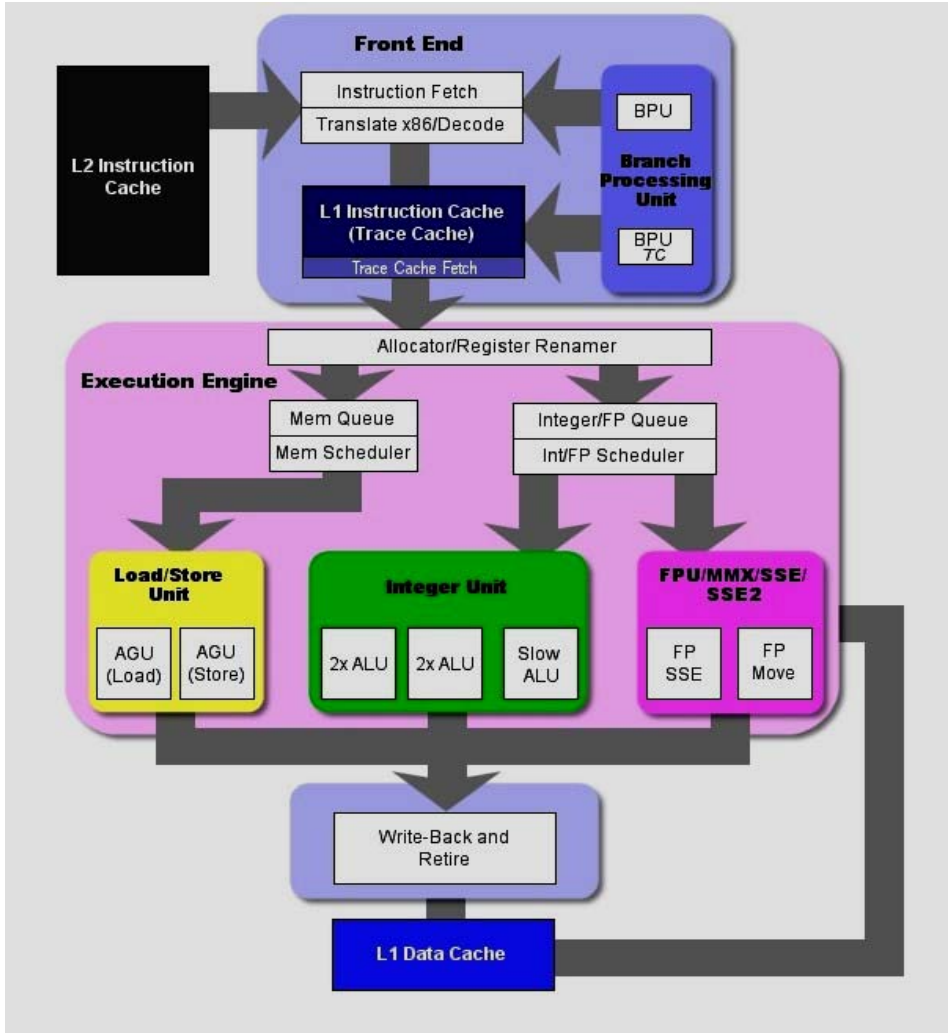 Front End
Instruction Fetch
Translate x86/Decode
L2 Instruction
Cache
BPU
Branch
Processing
Unit
BPU
TC
L1 Instruction Cache
(Trace Cache)
Trace Cache Fetch
Allocator/Register Renamer
Execution Engine
Mem Queue
Mem Scheduler
Integer/FP Queue
Int/FP Scheduler
Load/Store
Unit
AGU
(Load)
AGU
(Store)
Integer Unit
2x ALU
2x ALU
Slow
ALU
FPU/MMX/SSE/
SSE2
FP
SSE
FP
Move
Write-Back and
Retire
L1 Data Cache